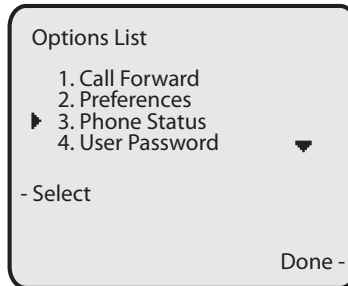 Options List
1. Call Forward
2. Preferences
3. Phone Status
4. User Password
- Select
Done -